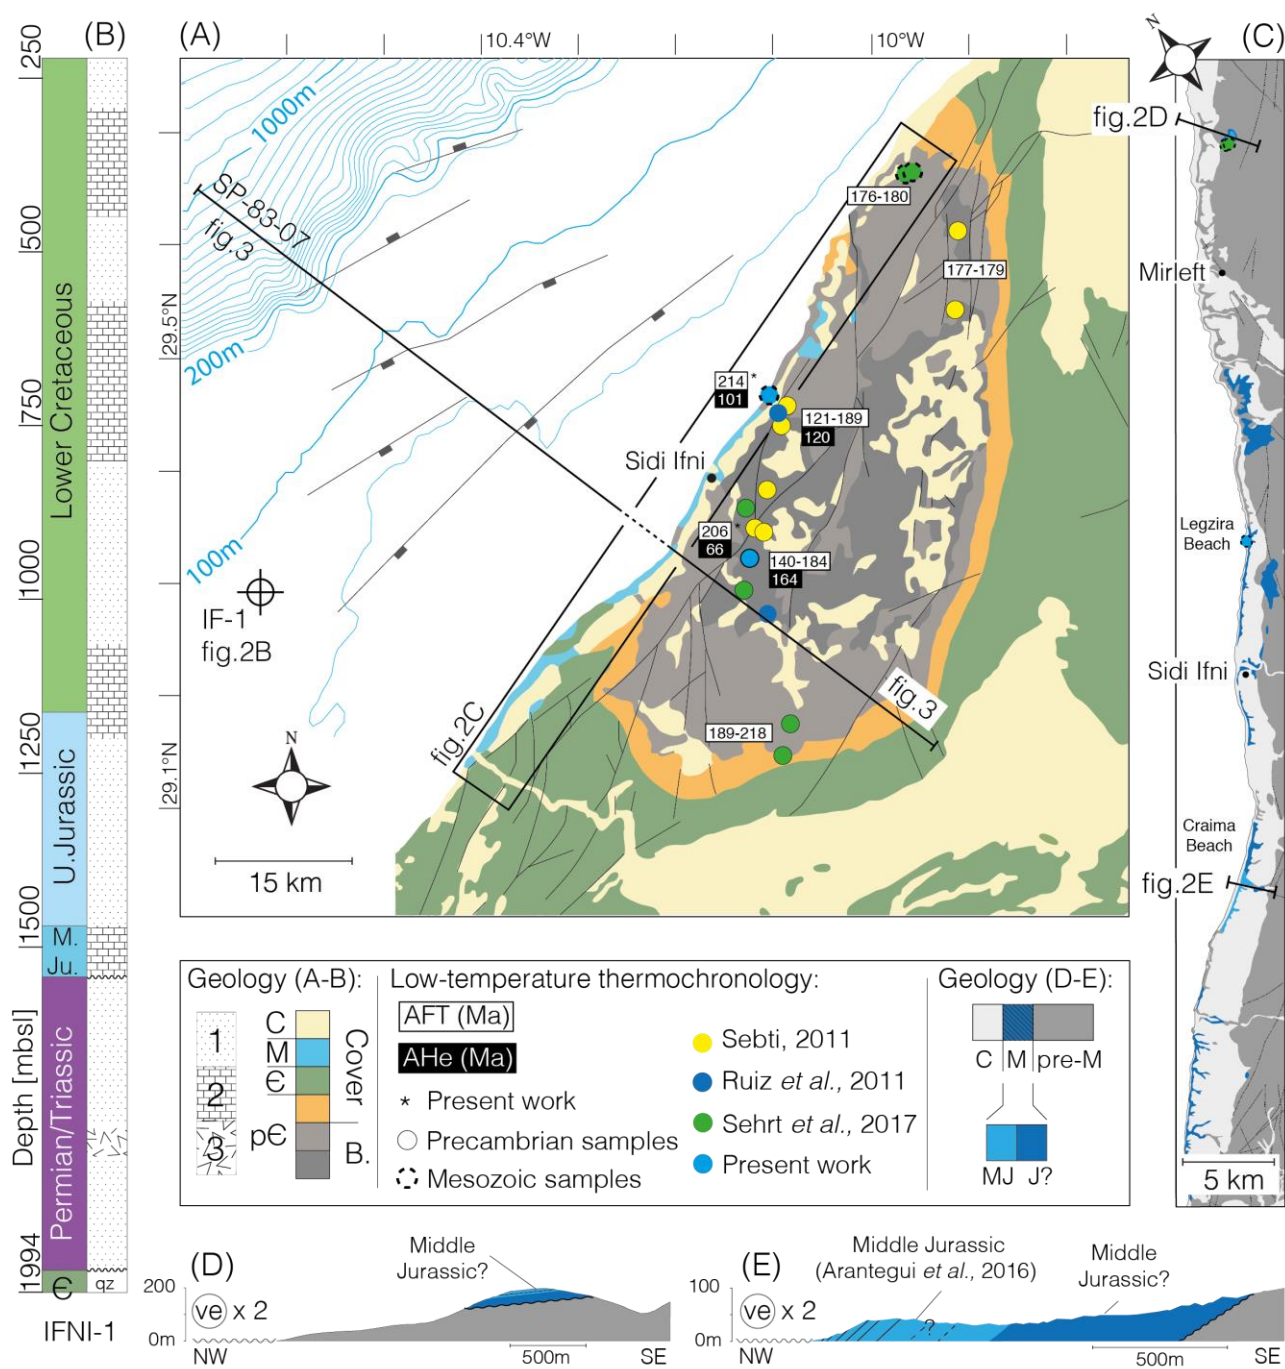 (B)
250
500
750
1000
1250
1500
1994
Depth [mbsl]
Lower Cretaceous
U.Jurassic
M.
Ju.
Permian/Triassic
Є
qz
IFNI-1
(A)
10.4°W
10°W
29.5°N
29.1°N
1000m
200m
100m
SP-83-07
fig.3
176-180
177-179
214 *
101
121-189
120
Sidi Ifni
206 *
66
140-184
164
IF-1
fig.2B
fig.2C
fig.3
189-218
N
15 km
(C)
N
fig.2D
Mirleft
Legzira
Beach
Sidi Ifni
Craima
Beach
fig.2E
5 km
Geology (A-B):
1
2
3
C
M
Є
pЄ
Cover
B.
Low-temperature thermochronology:
AFT (Ma)
AHe (Ma)
* Present work
Precambrian samples
Mesozoic samples
Sebti, 2011
Ruiz et al., 2011
Sehrt et al., 2017
Present work
Geology (D-E):
C M pre-M
MJ J?
(D)
200
0m
ve x 2
Middle
Jurassic?
NW
500m
SE
(E)
100
0m
ve x 2
Middle Jurassic
(Arantegui et al., 2016)
?
Middle
Jurassic?
NW
500m
SE